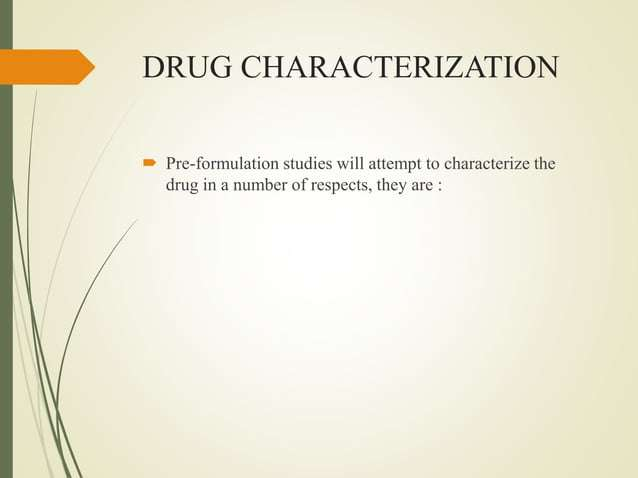 DRUG CHARACTERIZATION
Pre-formulation studies will attempt to characterize the
drug in a number of respects, they are :